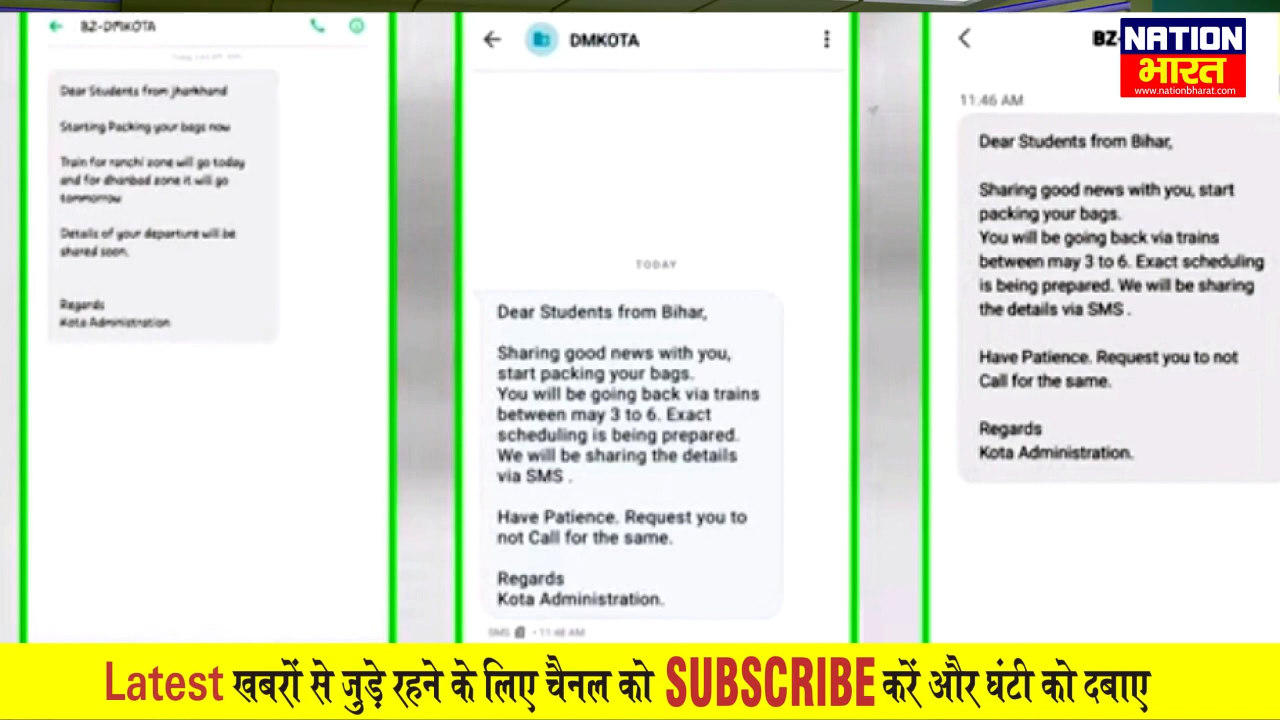 BZ-DMKOTA
Dear Students from Jharkhand
Starting Packing your bags now
Train for ranchi zone will go today
and for dhanbad zone it will go
tommorrow
Details of your departure will be
shared soon.
Regards
Kota Administration
DMKOTA
TODAY
Dear Students from Bihar,
Sharing good news with you,
start packing your bags.
You will be going back via trains
between may 3 to 6. Exact
scheduling is being prepared.
We will be sharing the details
via SMS .
Have Patience. Request you to
not Call for the same.
Regards
Kota Administration.
SMS • 11:48 AM
BZ-
NATION
भारत
www.nationbharat.com
11:46 AM
Dear Students from Bihar,
Sharing good news with you, start
packing your bags.
You will be going back via trains
between may 3 to 6. Exact scheduling
is being prepared. We will be sharing
the details via SMS .
Have Patience. Request you to not
Call for the same.
Regards
Kota Administration.
Latest खबरों से जुड़े रहने के लिए चैनल को SUBSCRIBE करें और घंटी को दबाए